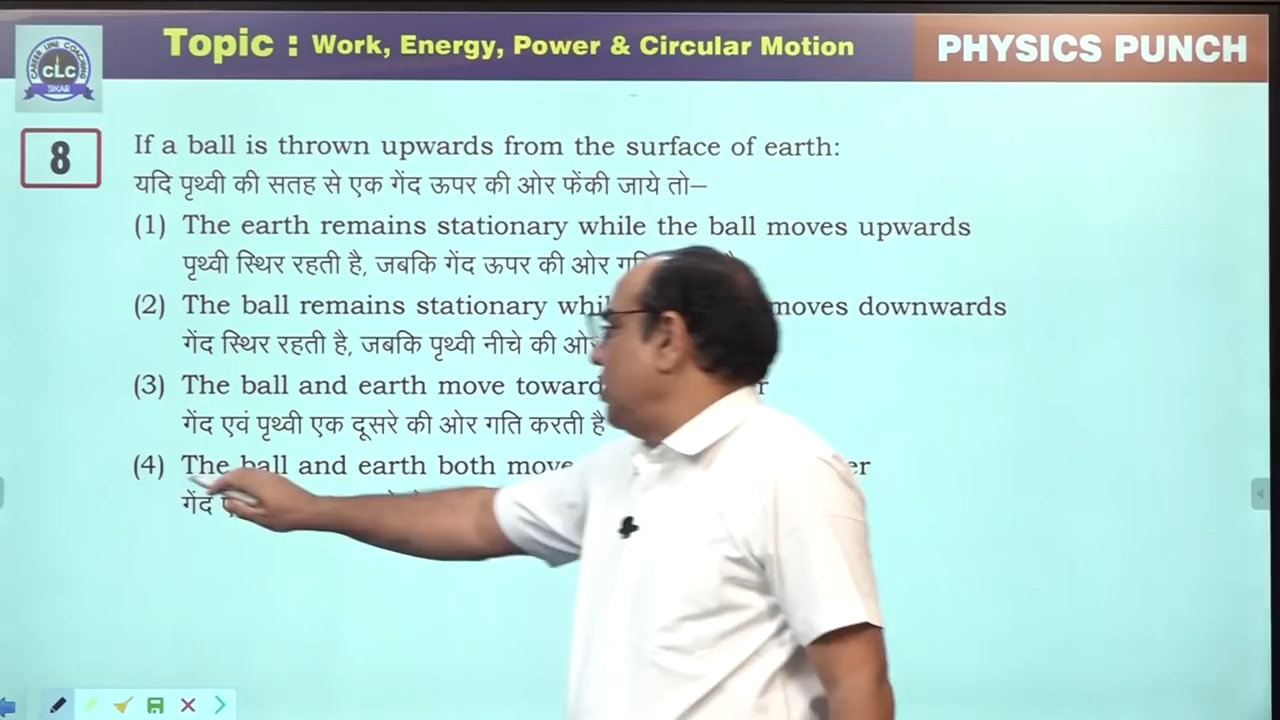 CAREER LINE COACHING
CLC
SIKAR
Topic : Work, Energy, Power & Circular Motion
PHYSICS PUNCH
8
If a ball is thrown upwards from the surface of earth:
यदि पृथ्वी की सतह से एक गेंद ऊपर की ओर फेंकी जाये तो–
(1) The earth remains stationary while the ball moves upwards
पृथ्वी स्थिर रहती है, जबकि गेंद ऊपर की ओर
(2) The ball remains stationary moves downwards
गेंद स्थिर रहती है, जबकि पृथ्वी नीचे की
(3) The ball and earth move
गेंद एवं पृथ्वी एक दूसरे की ओर गति करती है
(4) The ball and earth both move
गेंद